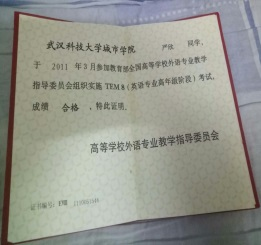 武汉科技大学城市学院 严 同学，
于 2011 年 3 月参加教育部全国高等学校外语专业教学
指导委员会组织实施 TEM 8（英语专业高年级阶段）考试，
成绩 合格 ，特此证明。
高等学校外语专业教学指导委员会